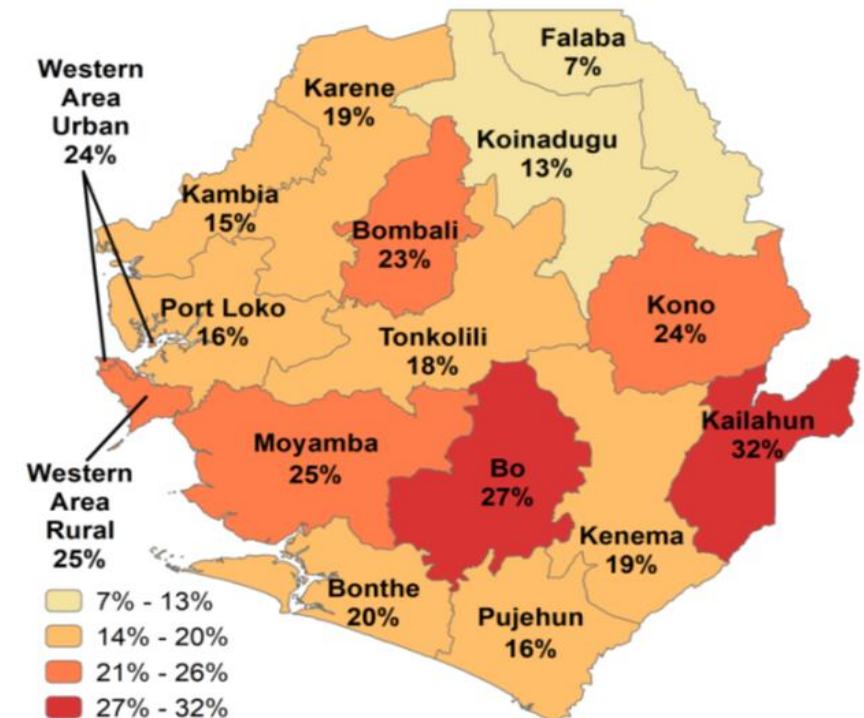 Falaba
7%
Western
Area
Urban
24%
Karene
19%
Koinadugu
13%
Kambia
15%
Bombali
23%
Port Loko
16%
Kono
24%
Tonkolili
18%
Kailahun
32%
Moyamba
25%
Bo
27%
Western
Area
Rural
25%
Kenema
19%
Bonthe
20%
Pujehun
16%
7% - 13%
14% - 20%
21% - 26%
27% - 32%